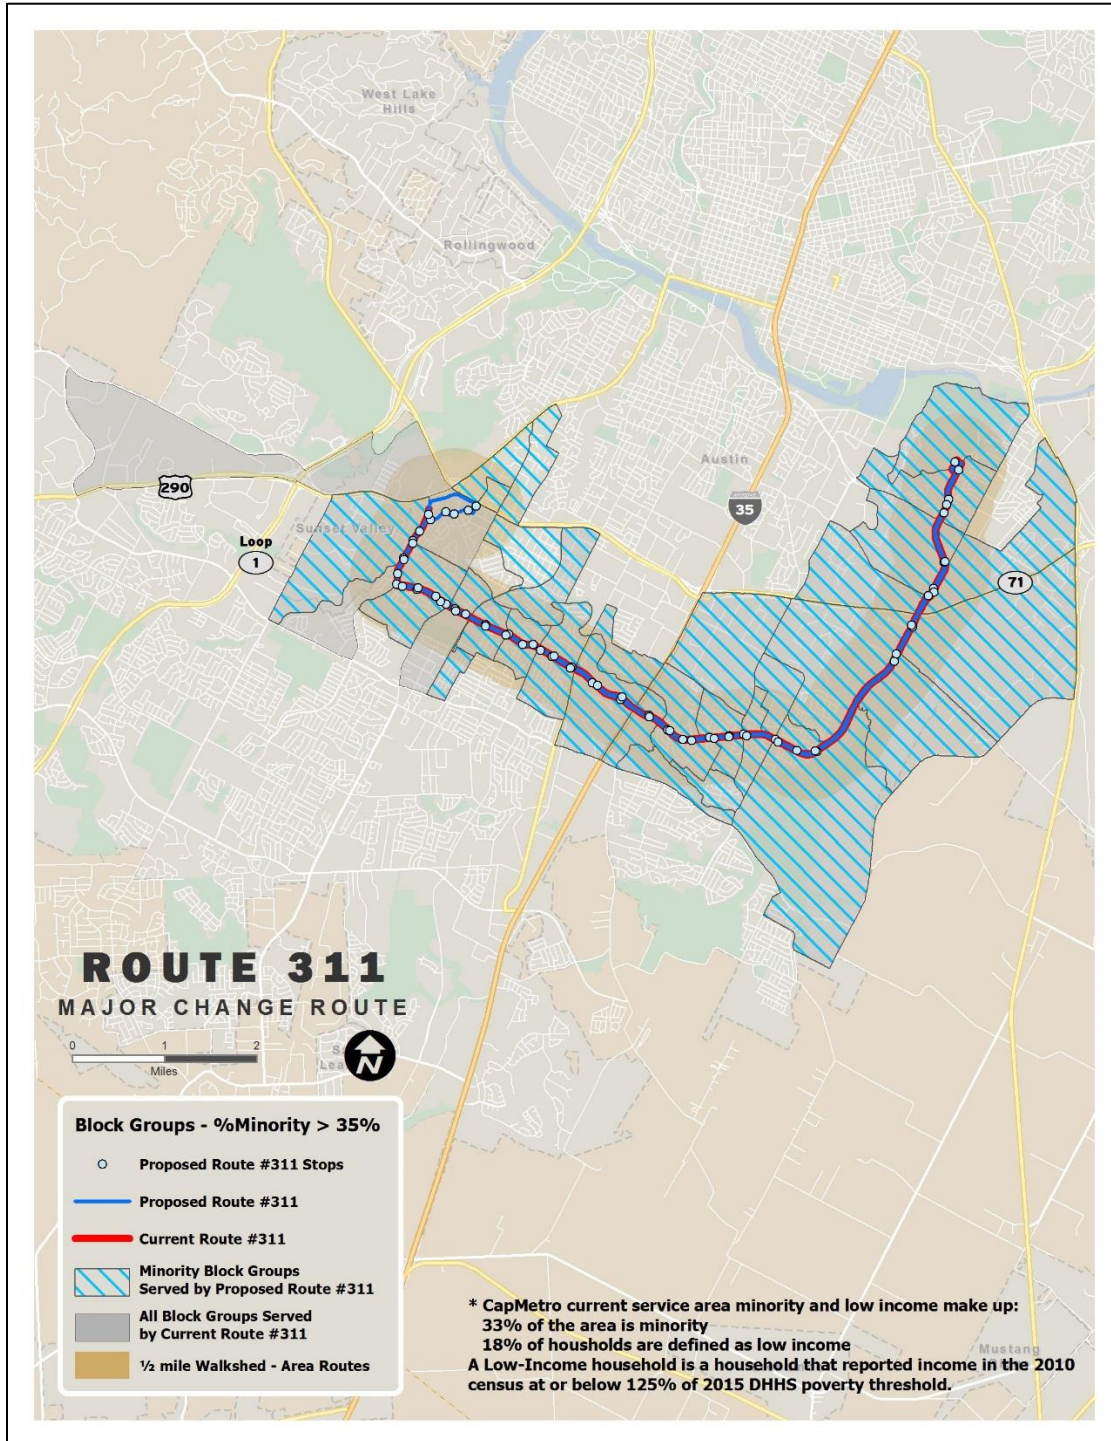 West Lake
Hills
Rollingwood
Austin
290
35
Sunset Valley
Loop
1
71
ROUTE 311
MAJOR CHANGE ROUTE
0 1 2
Miles
N
Block Groups - %Minority > 35%
Proposed Route #311 Stops
Proposed Route #311
Current Route #311
Minority Block Groups
Served by Proposed Route #311
All Block Groups Served
by Current Route #311
½ mile Walkshed - Area Routes
* CapMetro current service area minority and low income make up:
33% of the area is minority
18% of housholds are defined as low income
A Low-Income household is a household that reported income in the 2010
census at or below 125% of 2015 DHHS poverty threshold.
Mustang